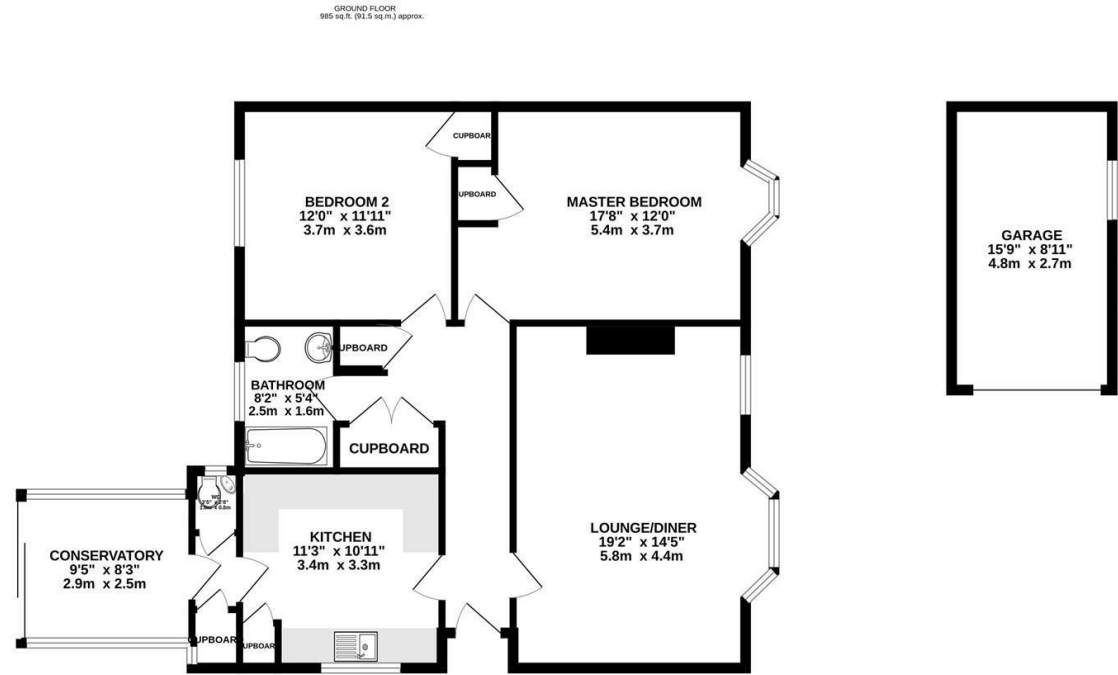 GROUND FLOOR
985 sq.ft. (91.5 sq.m.) approx.
CUPBOAR
BEDROOM 2
12'0" x 11'11"
3.7m x 3.6m
UPBOARD
MASTER BEDROOM
17'8" x 12'0"
5.4m x 3.7m
GARAGE
15'9" x 8'11"
4.8m x 2.7m
UPBOARD
BATHROOM
8'2" x 5'4"
2.5m x 1.6m
CUPBOARD
WC
LOUNGE/DINER
19'2" x 14'5"
5.8m x 4.4m
KITCHEN
11'3" x 10'11"
3.4m x 3.3m
CONSERVATORY
9'5" x 8'3"
2.9m x 2.5m
UPBOARD
UPBOAR